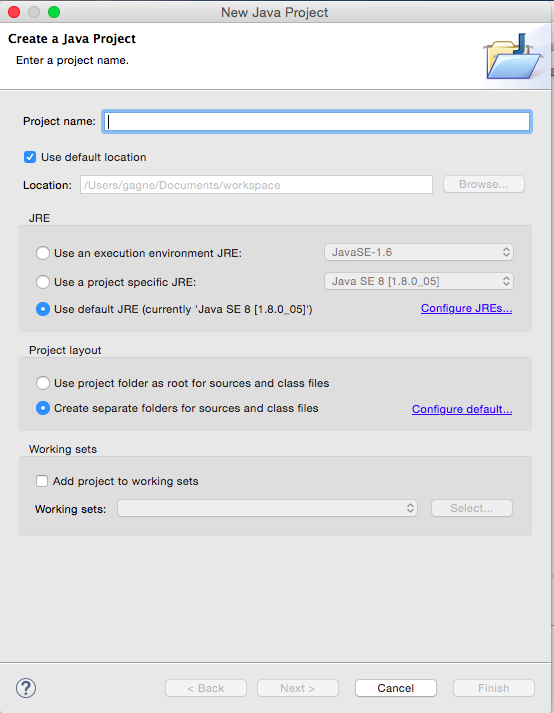 New Java Project
Create a Java Project
Enter a project name.
Project name:
Use default location
Location: /Users/gagne/Documents/workspace Browse...
JRE
Use an execution environment JRE: JavaSE-1.6
Use a project specific JRE: Java SE 8 [1.8.0_05]
Use default JRE (currently 'Java SE 8 [1.8.0_05]') Configure JREs...
Project layout
Use project folder as root for sources and class files
Create separate folders for sources and class files Configure default...
Working sets
Add project to working sets
Working sets: Select...
? < Back Next > Cancel Finish